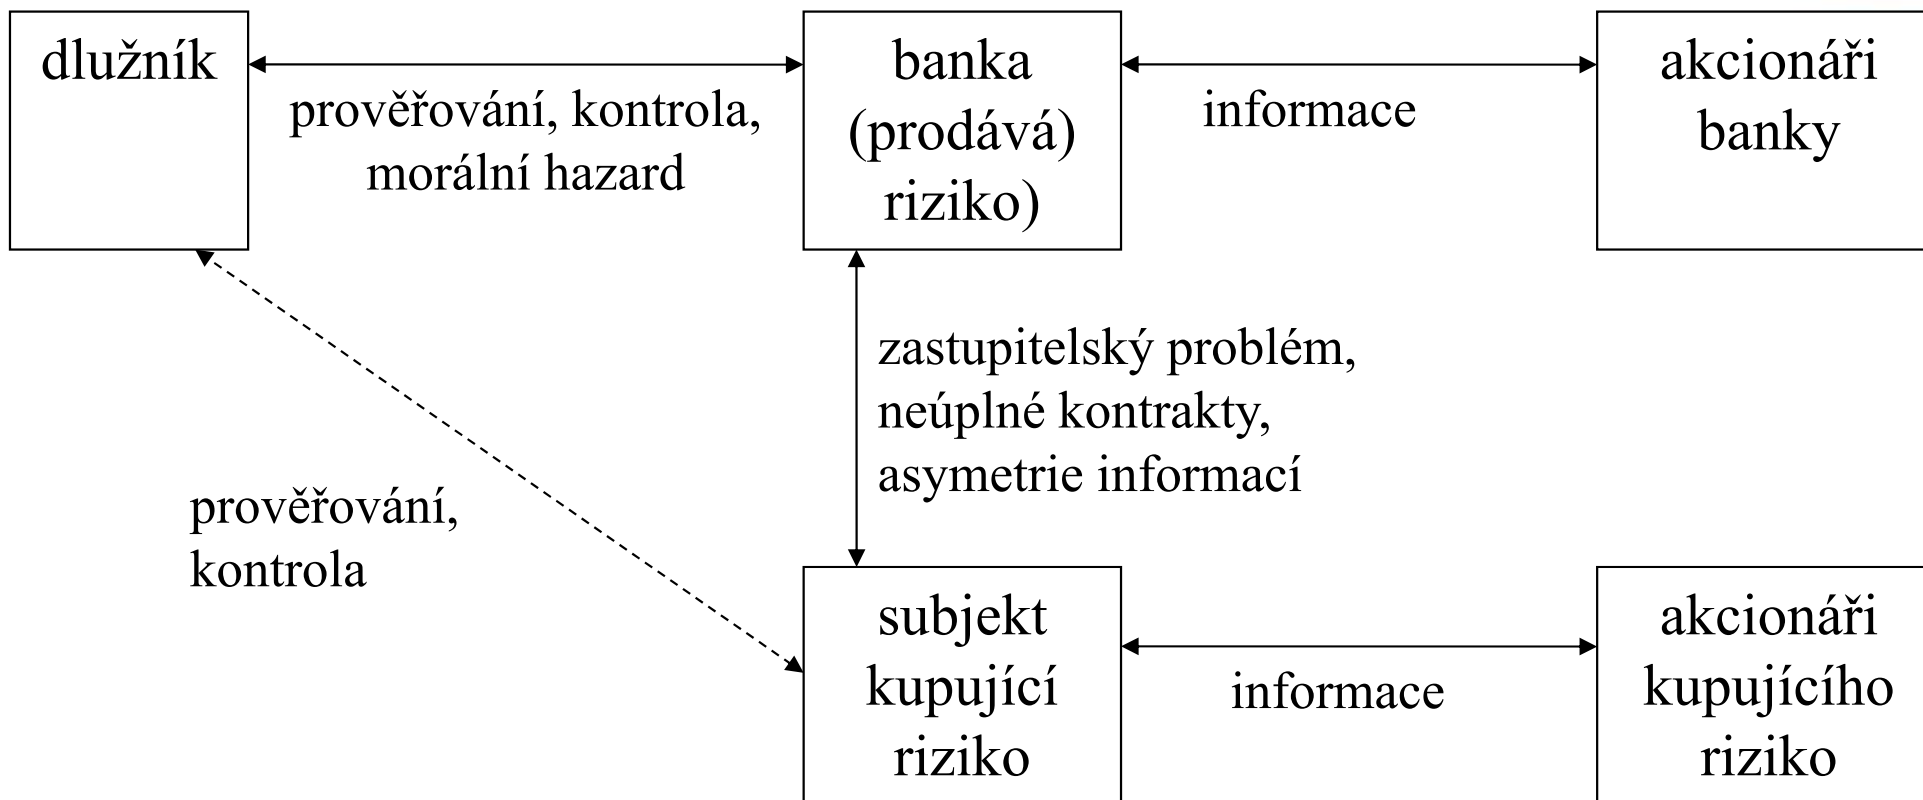 dlužník
prověřování, kontrola,
morální hazard
banka
(prodává)
riziko)
informace
akcionáři
banky
zastupitelský problém,
neúplné kontrakty,
asymetrie informací
prověřování,
kontrola
subjekt
kupující
riziko
informace
akcionáři
kupujícího
riziko